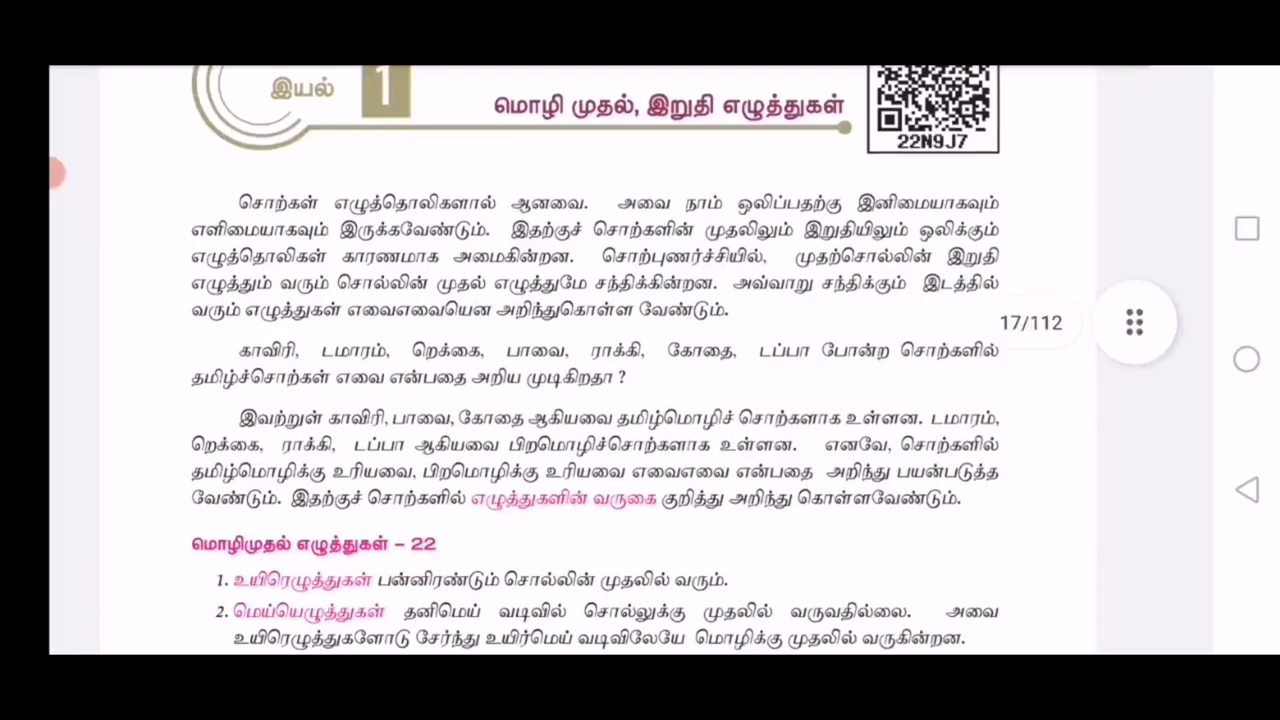 இயல் 1
மொழி முதல், இறுதி எழுத்துகள்
22N9J7
சொற்கள் எழுத்தொலிகளால் ஆனவை. அவை நாம் ஒலிப்பதற்கு இனிமையாகவும்
எளிமையாகவும் இருக்கவேண்டும். இதற்குச் சொற்களின் முதலிலும் இறுதியிலும் ஒலிக்கும்
எழுத்தொலிகள் காரணமாக அமைகின்றன. சொற்புணர்ச்சியில், முதற்சொல்லின் இறுதி
எழுத்தும் வரும் சொல்லின் முதல் எழுத்துமே சந்திக்கின்றன. அவ்வாறு சந்திக்கும் இடத்தில்
வரும் எழுத்துகள் எவைஎவையென அறிந்துகொள்ள வேண்டும்.
17/112
காவிரி, டமாரம், றெக்கை, பாவை, ராக்கி, கோதை, டப்பா போன்ற சொற்களில்
தமிழ்ச்சொற்கள் எவை என்பதை அறிய முடிகிறதா ?
இவற்றுள் காவிரி, பாவை, கோதை ஆகியவை தமிழ்மொழிச் சொற்களாக உள்ளன. டமாரம்,
றெக்கை, ராக்கி, டப்பா ஆகியவை பிறமொழிச்சொற்களாக உள்ளன. எனவே, சொற்களில்
தமிழ்மொழிக்கு உரியவை, பிறமொழிக்கு உரியவை எவைஎவை என்பதை அறிந்து பயன்படுத்த
வேண்டும். இதற்குச் சொற்களில் எழுத்துகளின் வருகை குறித்து அறிந்து கொள்ளவேண்டும்.
மொழிமுதல் எழுத்துகள் – 22
1. உயிரெழுத்துகள் பன்னிரண்டும் சொல்லின் முதலில் வரும்.
2. மெய்யெழுத்துகள் தனிமெய் வடிவில் சொல்லுக்கு முதலில் வருவதில்லை. அவை
உயிரெழுத்துகளோடு சேர்ந்து உயிர்மெய் வடிவிலேயே மொழிக்கு முதலில் வருகின்றன.